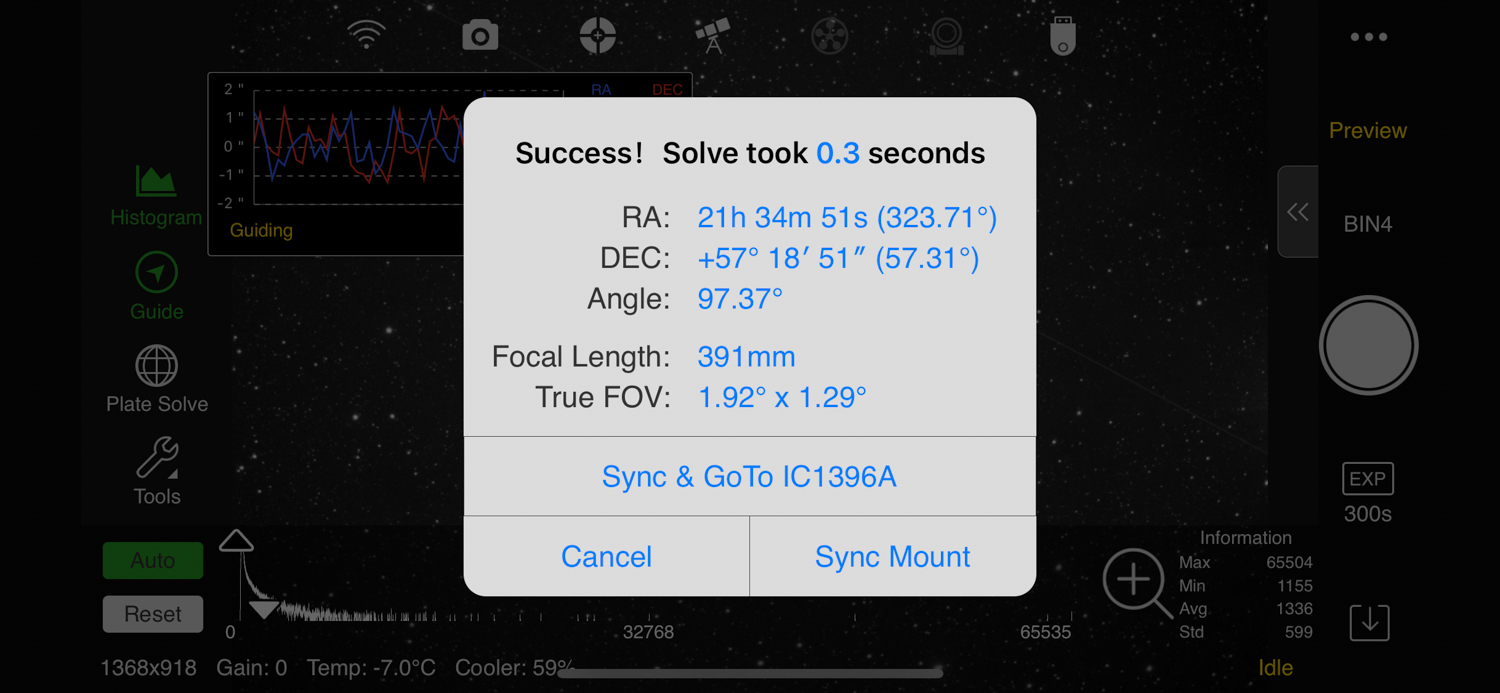 2 " RA DEC
1 "
0 "
-1 "
-2 "
Guiding
Histogram
Guide
Plate Solve
Tools
Success! Solve took 0.3 seconds
RA: 21h 34m 51s (323.71°)
DEC: +57° 18′ 51″ (57.31°)
Angle: 97.37°
Focal Length: 391mm
True FOV: 1.92° x 1.29°
Sync & GoTo IC1396A
Cancel Sync Mount
Preview
BIN4
EXP
300s
Auto
Reset
0 32768 65535
Information
Max 65504
Min 1155
Avg 1336
Std 599
1368x918 Gain: 0 Temp: -7.0°C Cooler: 59% Idle